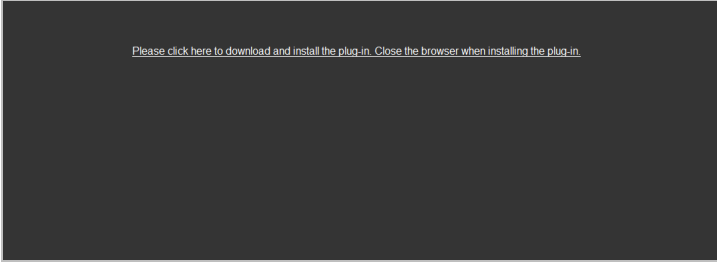 Please click here to download and install the plug-in. Close the browser when installing the plug-in.